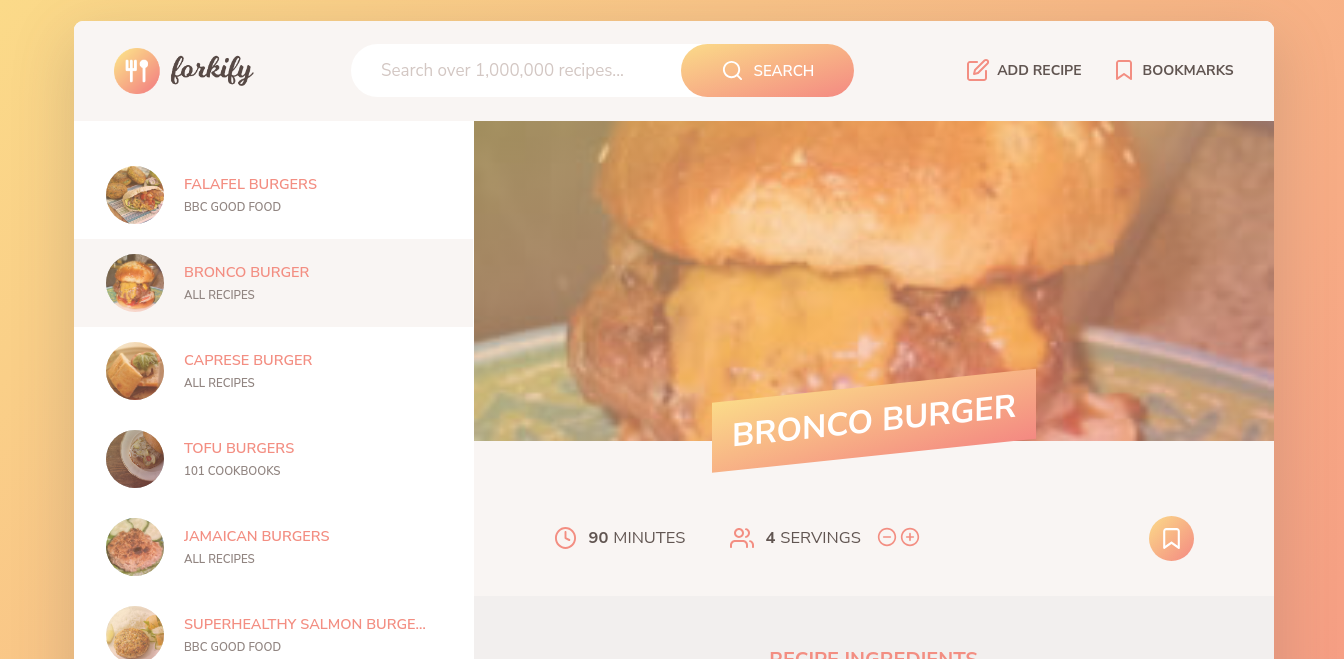 forkify
Search over 1,000,000 recipes...
SEARCH
ADD RECIPE
BOOKMARKS
FALAFEL BURGERS
BBC GOOD FOOD
BRONCO BURGER
ALL RECIPES
CAPRESE BURGER
ALL RECIPES
TOFU BURGERS
101 COOKBOOKS
JAMAICAN BURGERS
ALL RECIPES
SUPERHEALTHY SALMON BURGE...
BBC GOOD FOOD
BRONCO BURGER
90 MINUTES
4 SERVINGS
RECIPE INGREDIENTS